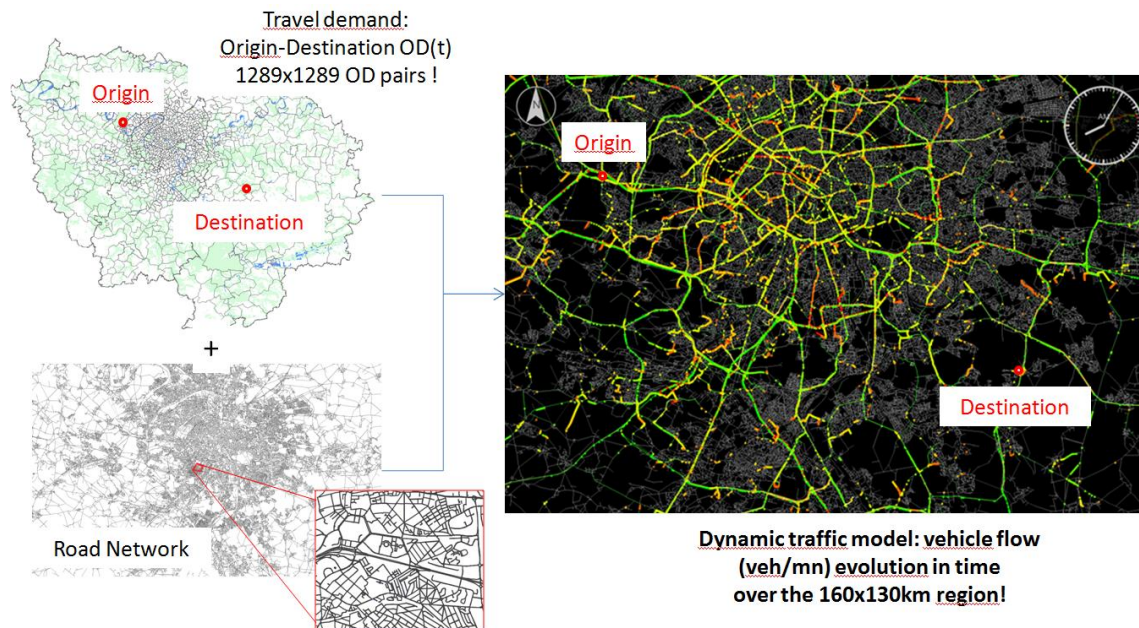 Travel demand:
Origin-Destination OD(t)
1289x1289 OD pairs !
Origin
Destination
+
Road Network
N
AM
Origin
Destination
Dynamic traffic model: vehicle flow
(veh/mn) evolution in time
over the 160x130km region!